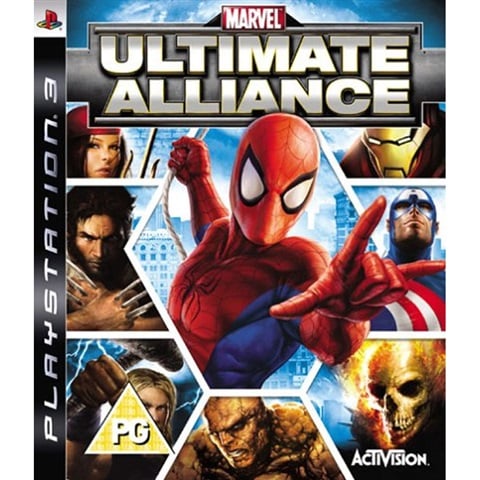 MARVEL
ULTIMATE
ALLIANCE
PLAYSTATION 3
PG
ACTIVISION.